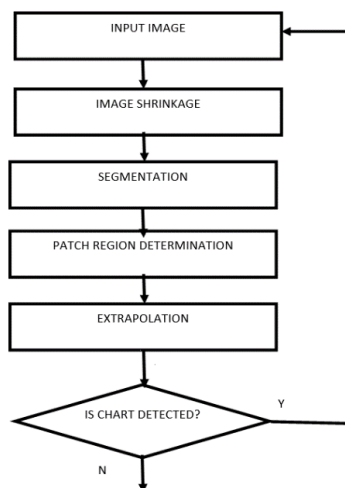 INPUT IMAGE
IMAGE SHRINKAGE
SEGMENTATION
PATCH REGION DETERMINATION
EXTRAPOLATION
IS CHART DETECTED?
Y
N